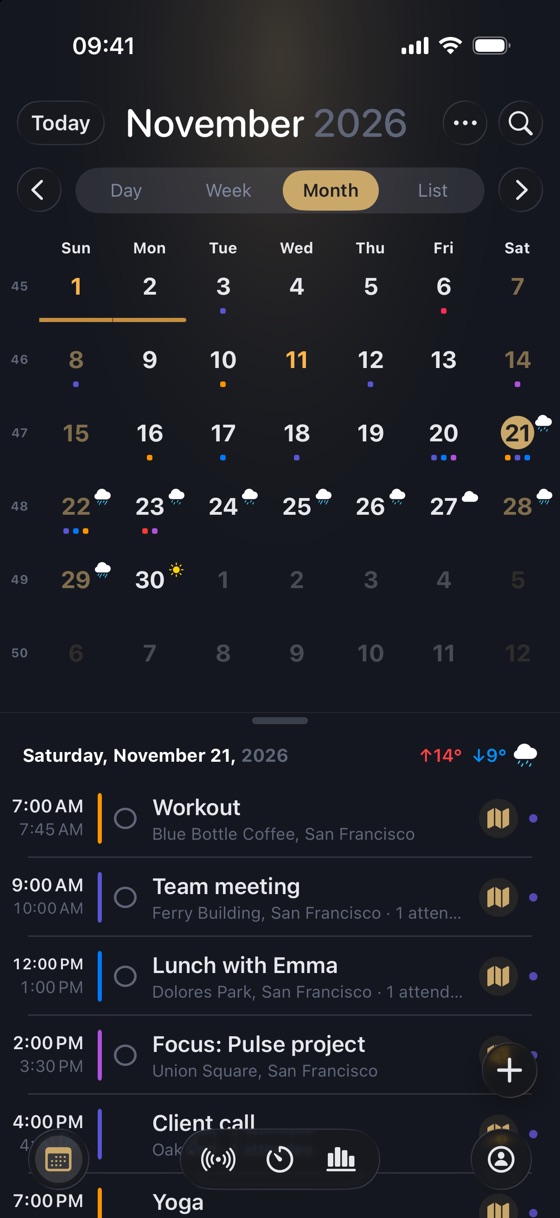 09:41
Today November 2026
Day Week Month List
Sun Mon Tue Wed Thu Fri Sat
45 1 2 3 4 5 6 7
46 8 9 10 11 12 13 14
47 15 16 17 18 19 20 21
48 22 23 24 25 26 27 28
49 29 30 1 2 3 4 5
50 6 7 8 9 10 11 12
Saturday, November 21, 2026 ↑14° ↓9°
7:00 AM Workout
7:45 AM Blue Bottle Coffee, San Francisco
9:00 AM Team meeting
10:00 AM Ferry Building, San Francisco · 1 atten...
12:00 PM Lunch with Emma
1:00 PM Dolores Park, San Francisco · 1 attend...
2:00 PM Focus: Pulse project
3:30 PM Union Square, San Francisco
4:00 PM Client call
7:00 PM Yoga